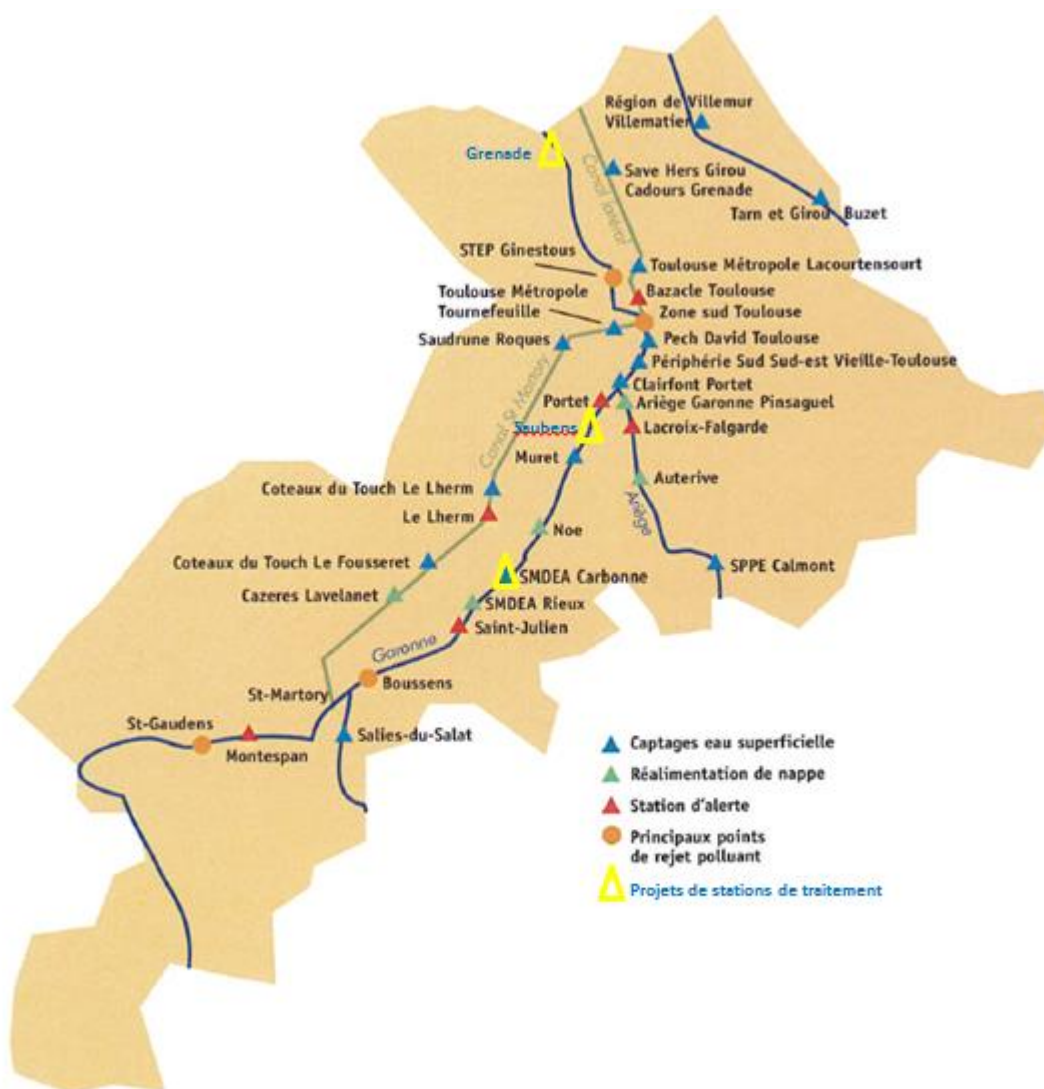 Région de Villemur
Villematier
Grenade
Canal latéral
Save Hers Girou
Cadours Grenade
Tarn et Girou Buzet
STEP Ginestous
Toulouse Métropole Lacourtensourt
Toulouse Métropole
Tournefeuille
Bazacle Toulouse
Zone sud Toulouse
Saudrune Roques
Pech David Toulouse
Périphérie Sud Sud-est Vieille-Toulouse
Clairfont Portet
Canal St Martory
Portet
Ariège Garonne Pinsaguel
Saubens
Lacroix-Falgarde
Muret
Auterive
Coteaux du Touch Le Lherm
Ariège
Le Lherm
Noe
Coteaux du Touch Le Fousseret
SPPE Calmont
SMDEA Carbonne
Cazeres Lavelanet
SMDEA Rieux
Saint-Julien
Garonne
Boussens
St-Martory
St-Gaudens
Salies-du-Salat
Montespan
Captages eau superficielle
Réalimentation de nappe
Station d'alerte
Principaux points
de rejet polluant
Projets de stations de traitement